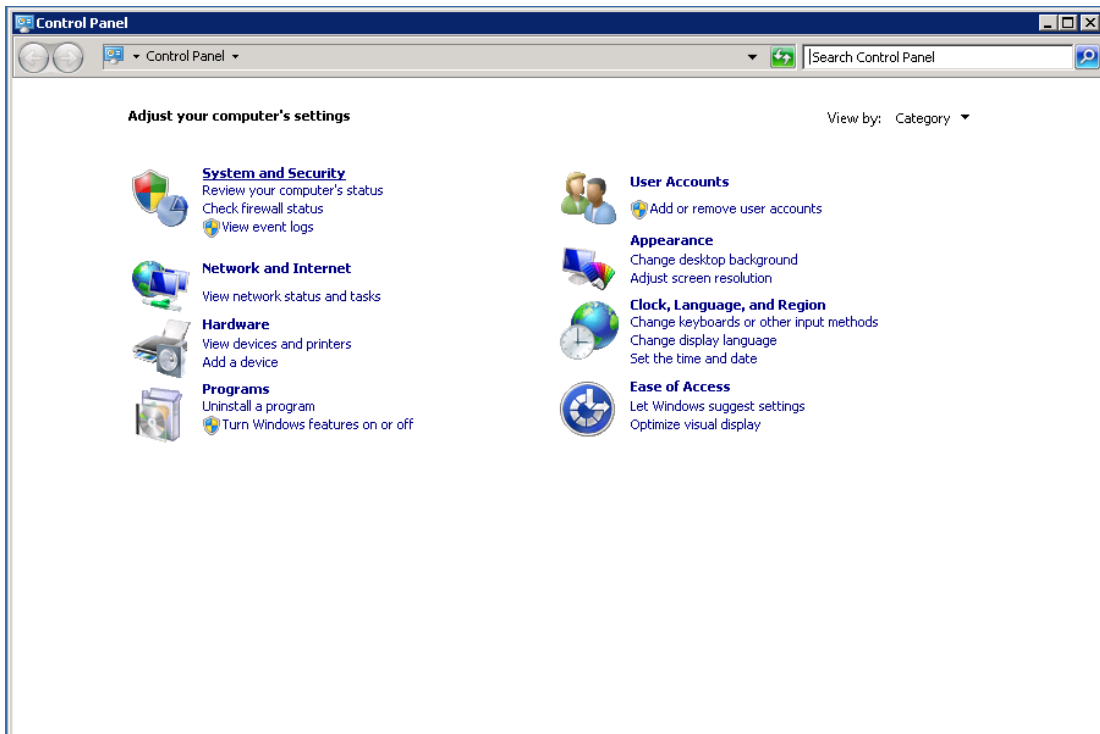 Control Panel
Control Panel
Search Control Panel
Adjust your computer's settings
View by: Category
System and Security
Review your computer's status
Check firewall status
View event logs
Network and Internet
View network status and tasks
Hardware
View devices and printers
Add a device
Programs
Uninstall a program
Turn Windows features on or off
User Accounts
Add or remove user accounts
Appearance
Change desktop background
Adjust screen resolution
Clock, Language, and Region
Change keyboards or other input methods
Change display language
Set the time and date
Ease of Access
Let Windows suggest settings
Optimize visual display